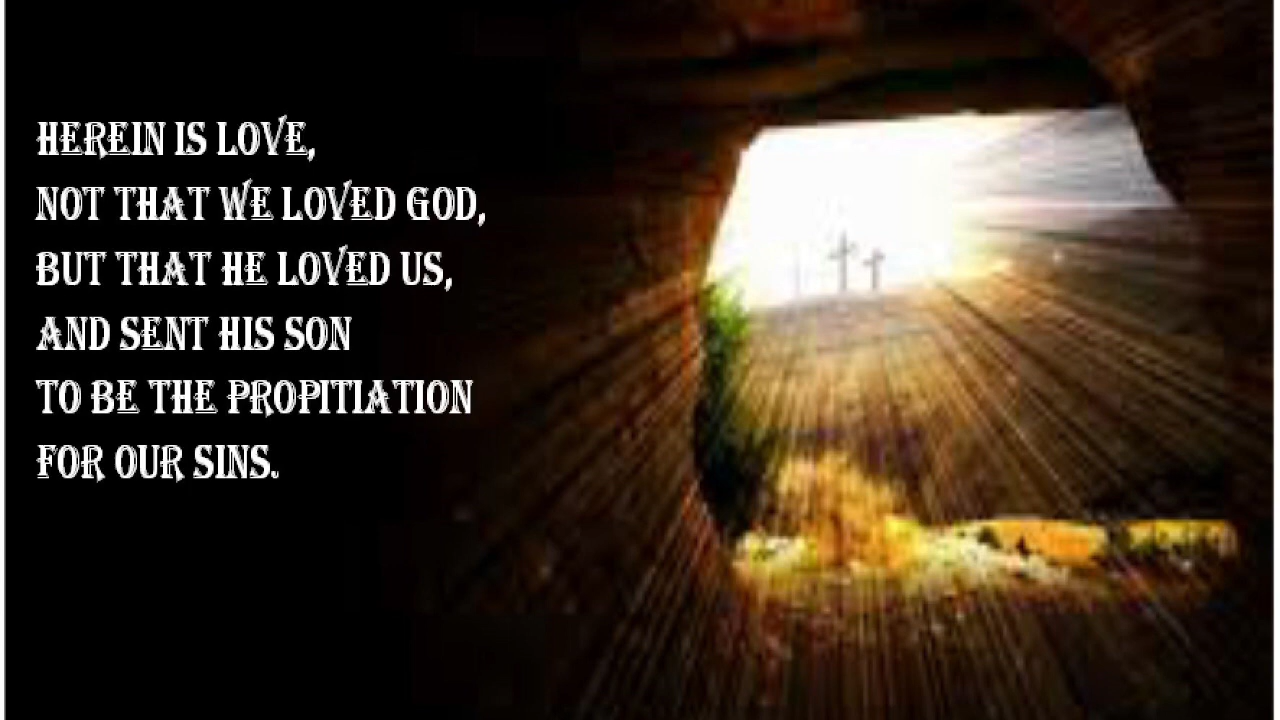 HEREIN IS LOVE,
NOT THAT WE LOVED GOD,
BUT THAT HE LOVED US,
AND SENT HIS SON
TO BE THE PROPITIATION
FOR OUR SINS.